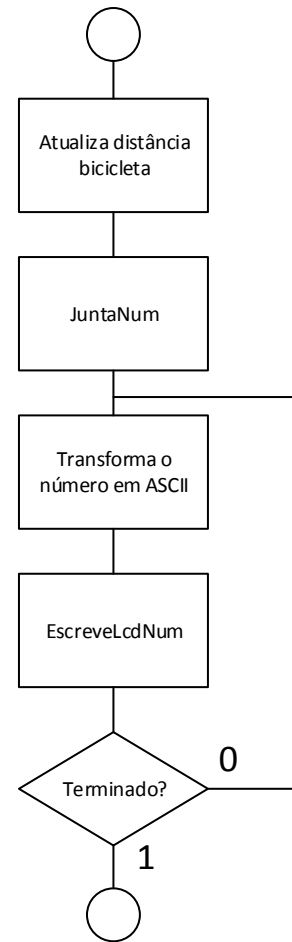 Atualiza distância
bicicleta
JuntaNum
Transforma o
número em ASCII
EscreveLcdNum
Terminado?
0
1